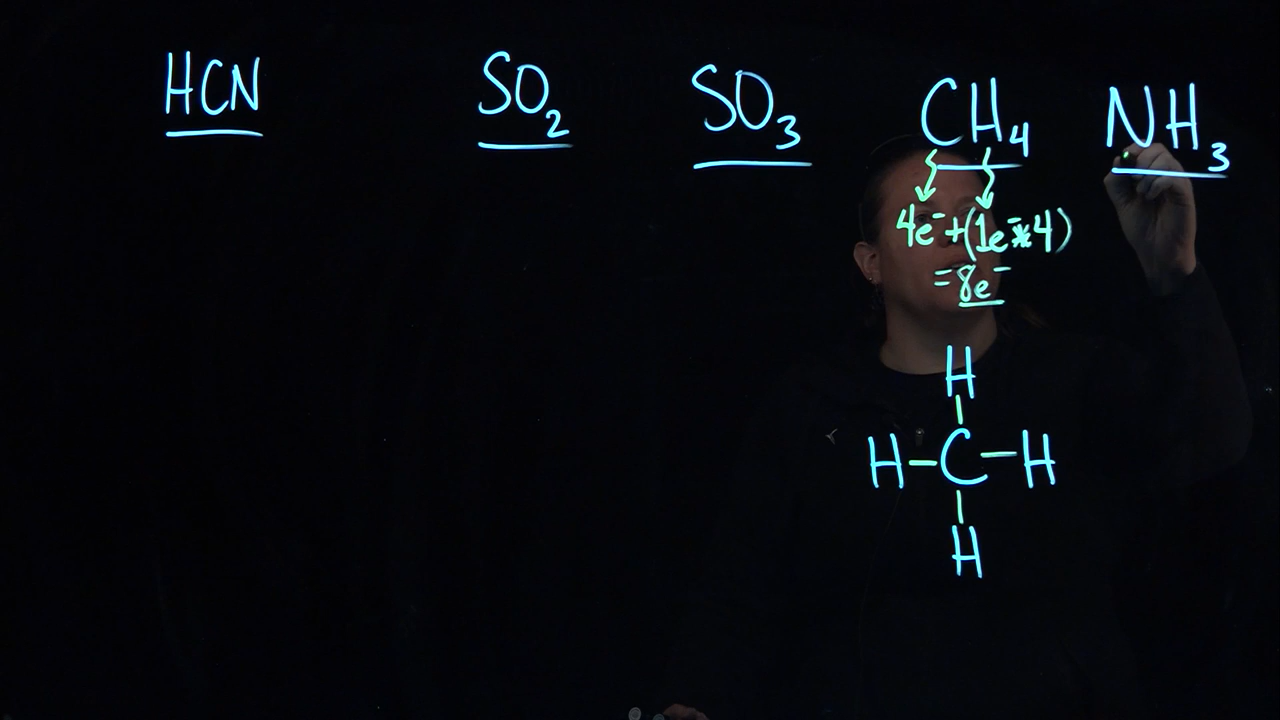 HCN SO₂ SO₃ CH₄ NH₃
4e⁻+(1e⁻*4)
=8e⁻
H
H-C-H
H